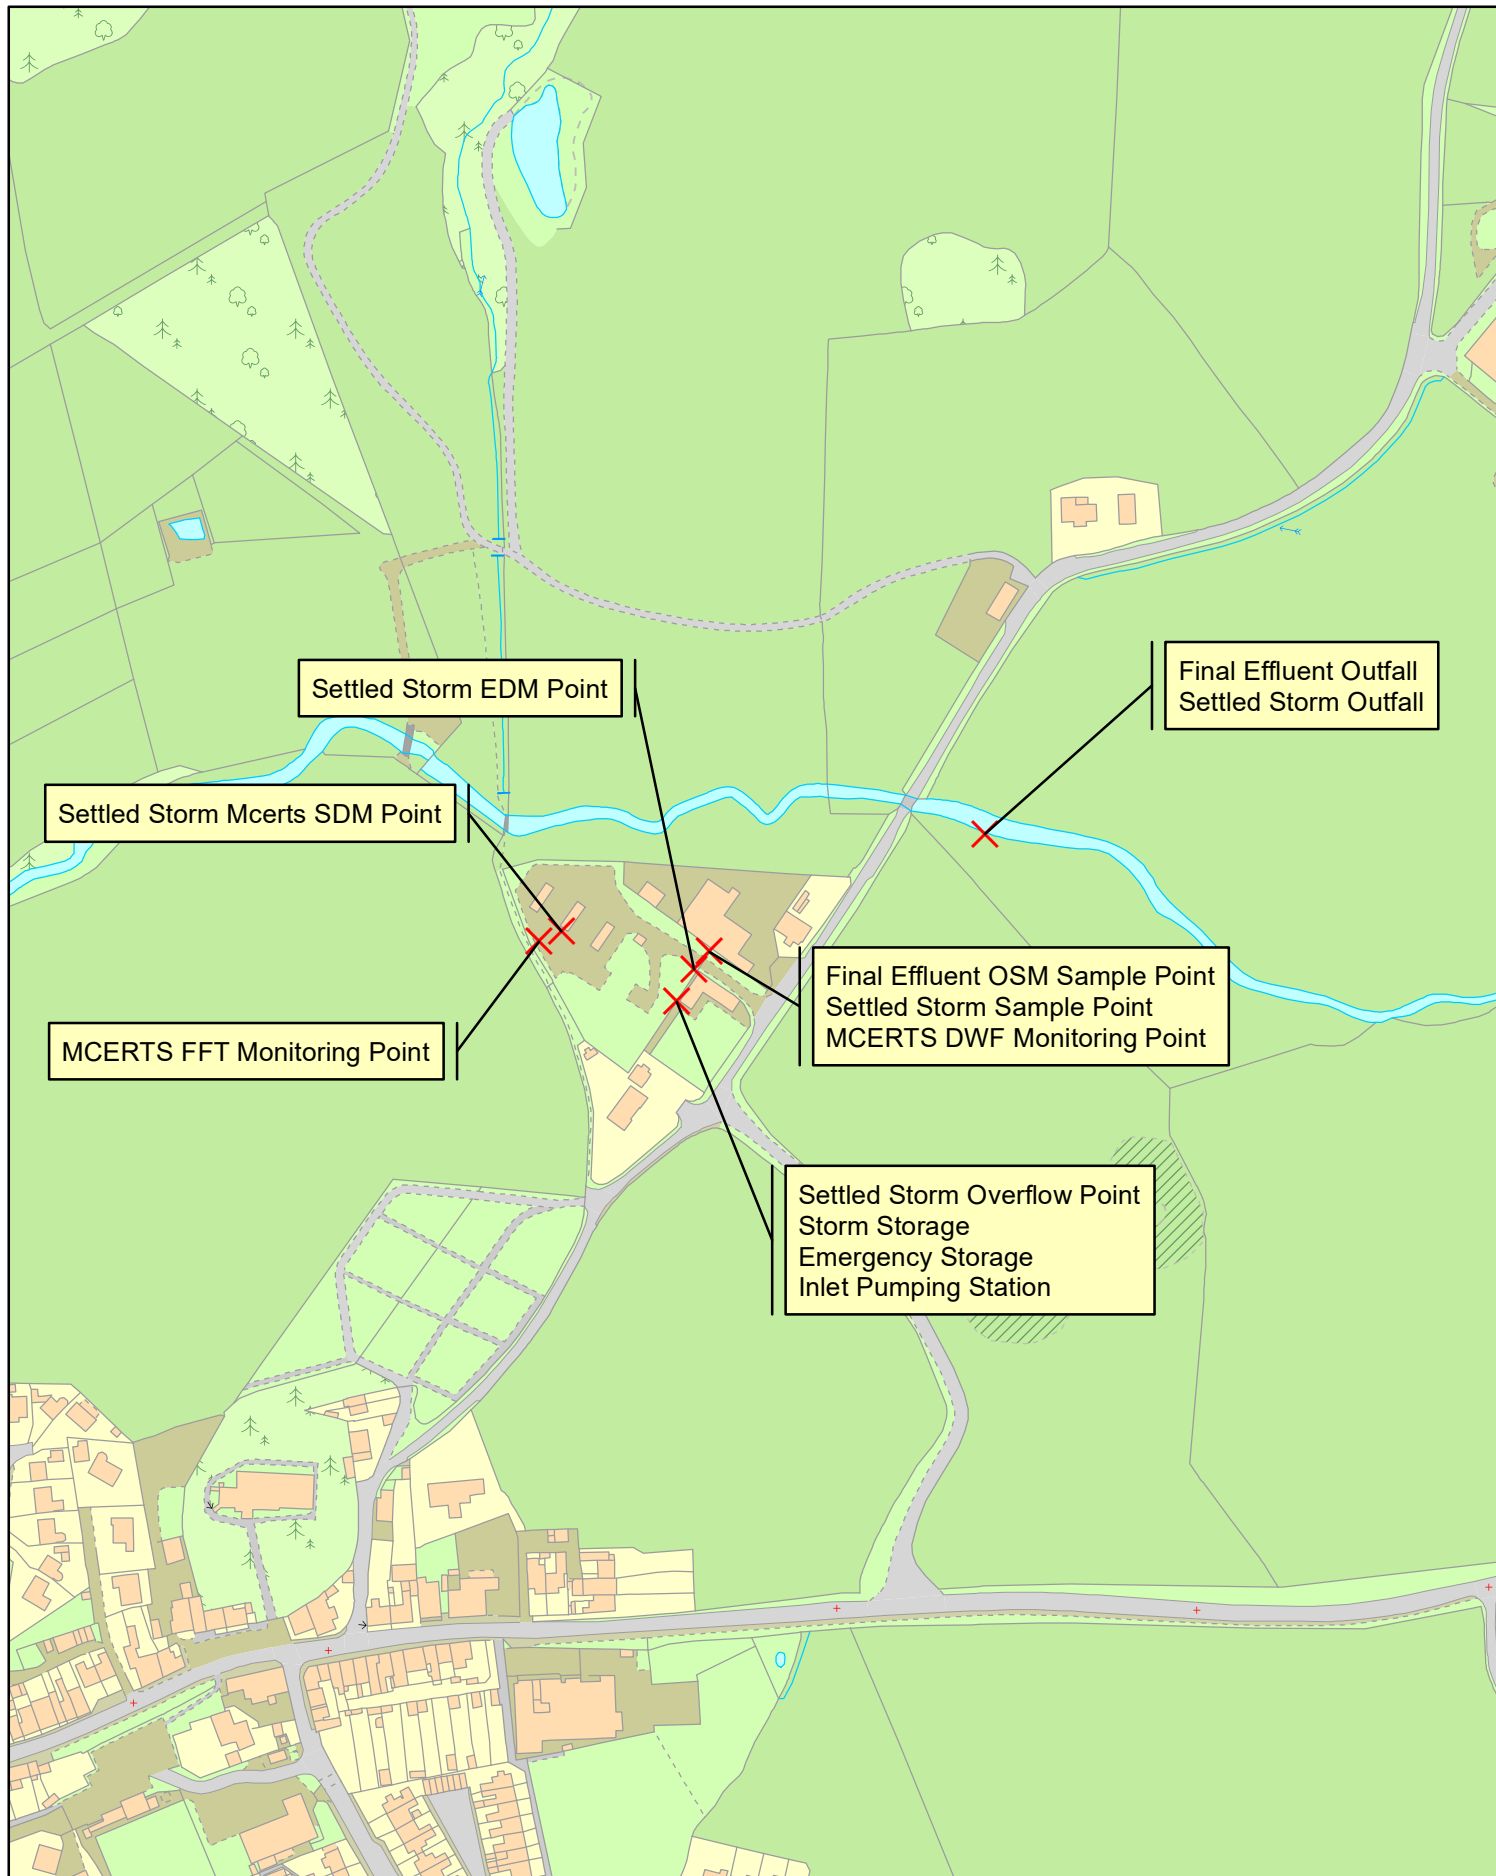 Settled Storm EDM Point
Final Effluent Outfall
Settled Storm Outfall
Settled Storm Mcerts SDM Point
Final Effluent OSM Sample Point
Settled Storm Sample Point
MCERTS DWF Monitoring Point
MCERTS FFT Monitoring Point
Settled Storm Overflow Point
Storm Storage
Emergency Storage
Inlet Pumping Station